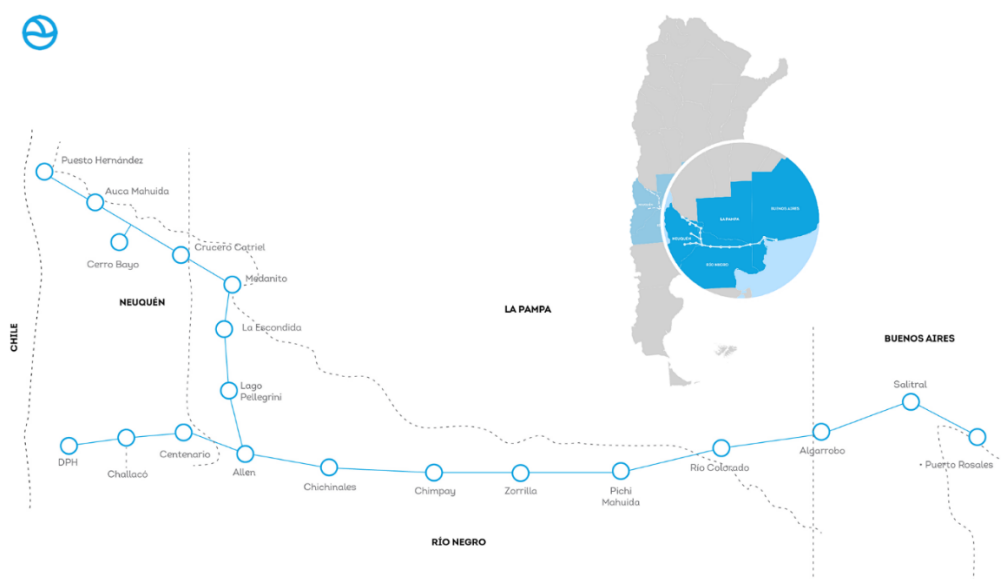 Puesto Hernández
Auca Mahuida
Cerro Bayo
Crucero Catriel
Medanito
NEUQUÉN
La Escondida
Lago
Pellegrini
CHILE
LA PAMPA
BUENOS AIRES
LA PAMPA
BUENOS AIRES
NEUQUÉN
RÍO NEGRO
Salitral
DPH
Challacó
Centenario
Allen
Chichinales
Chimpay
Zorrilla
Pichi
Mahuida
Río Colorado
Algarrobo
• Puerto Rosales
RÍO NEGRO